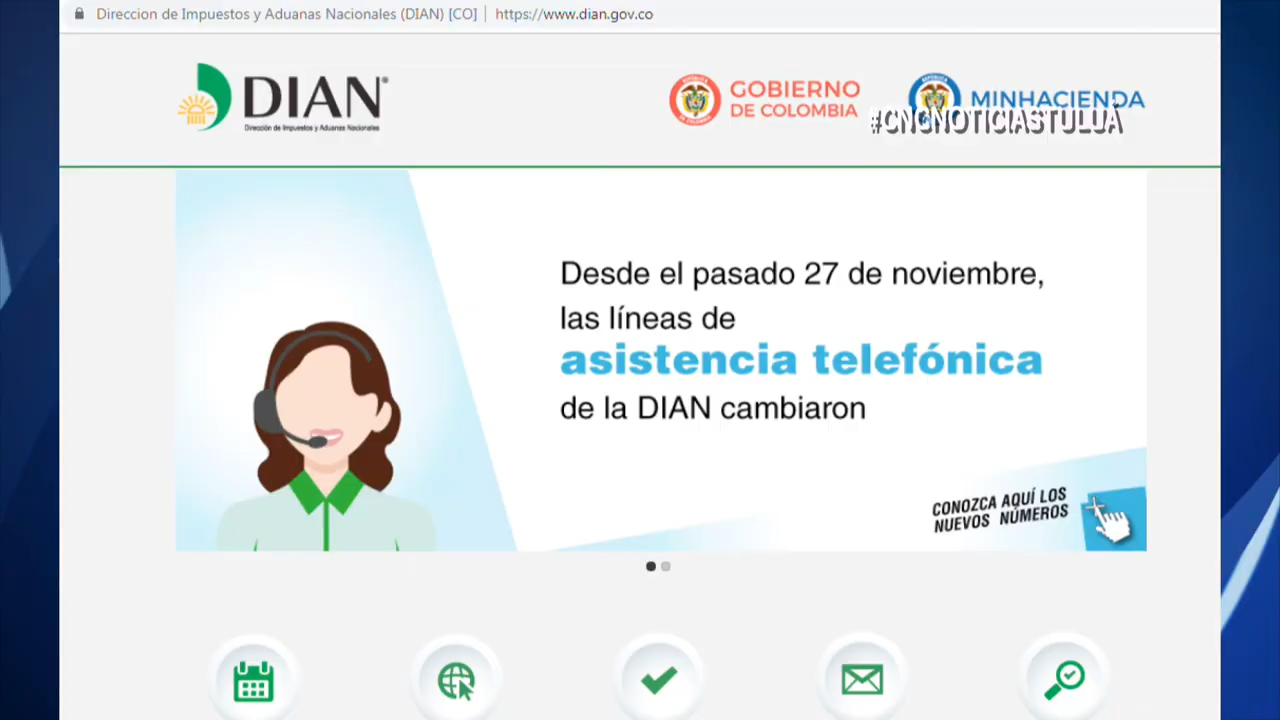 Direccion de Impuestos y Aduanas Nacionales (DIAN) [CO] | https://www.dian.gov.co
DIAN®
Dirección de Impuestos y Aduanas Nacionales
GOBIERNO
DE COLOMBIA
MINHACIENDA
#CNCNOTICIASTULUÁ
Desde el pasado 27 de noviembre,
las líneas de
asistencia telefónica
de la DIAN cambiaron
CONOZCA AQUÍ LOS
NUEVOS NÚMEROS